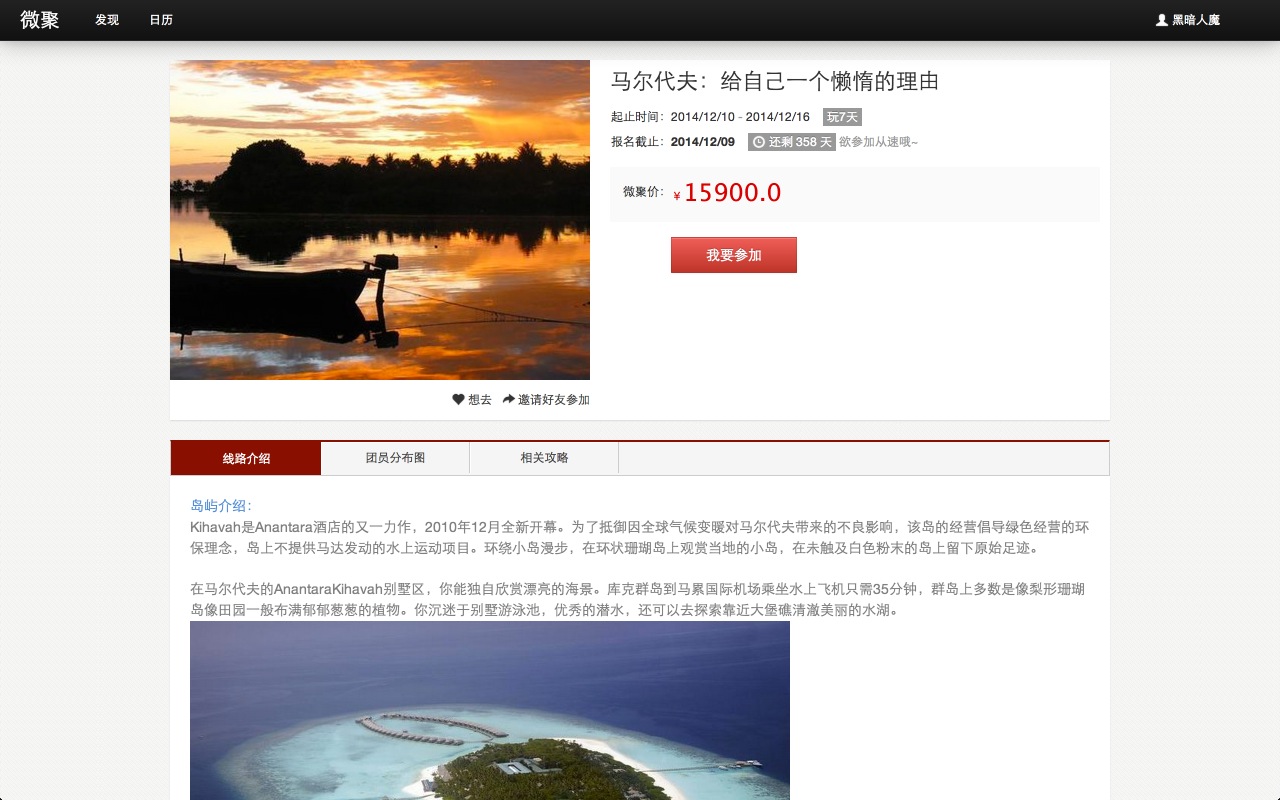 微聚 发现 日历 黑暗人魔
马尔代夫：给自己一个懒惰的理由
起止时间：2014/12/10 - 2014/12/16 玩7天
报名截止：2014/12/09 还剩 358 天 欲参加从速哦~
微聚价：¥15900.0
我要参加
想去 邀请好友参加
线路介绍 团员分布图 相关攻略
岛屿介绍：
Kihavah是Anantara酒店的又一力作，2010年12月全新开幕。为了抵御因全球气候变暖对马尔代夫带来的不良影响，该岛的经营倡导绿色经营的环
保理念，岛上不提供马达发动的水上运动项目。环绕小岛漫步，在环状珊瑚岛上观赏当地的小岛，在未触及白色粉末的岛上留下原始足迹。
在马尔代夫的AnantaraKihavah别墅区，你能独自欣赏漂亮的海景。库克群岛到马累国际机场乘坐水上飞机只需35分钟，群岛上多数是像梨形珊瑚
岛像田园一般布满郁郁葱葱的植物。你沉迷于别墅游泳池，优秀的潜水，还可以去探索靠近大堡礁清澈美丽的水湖。